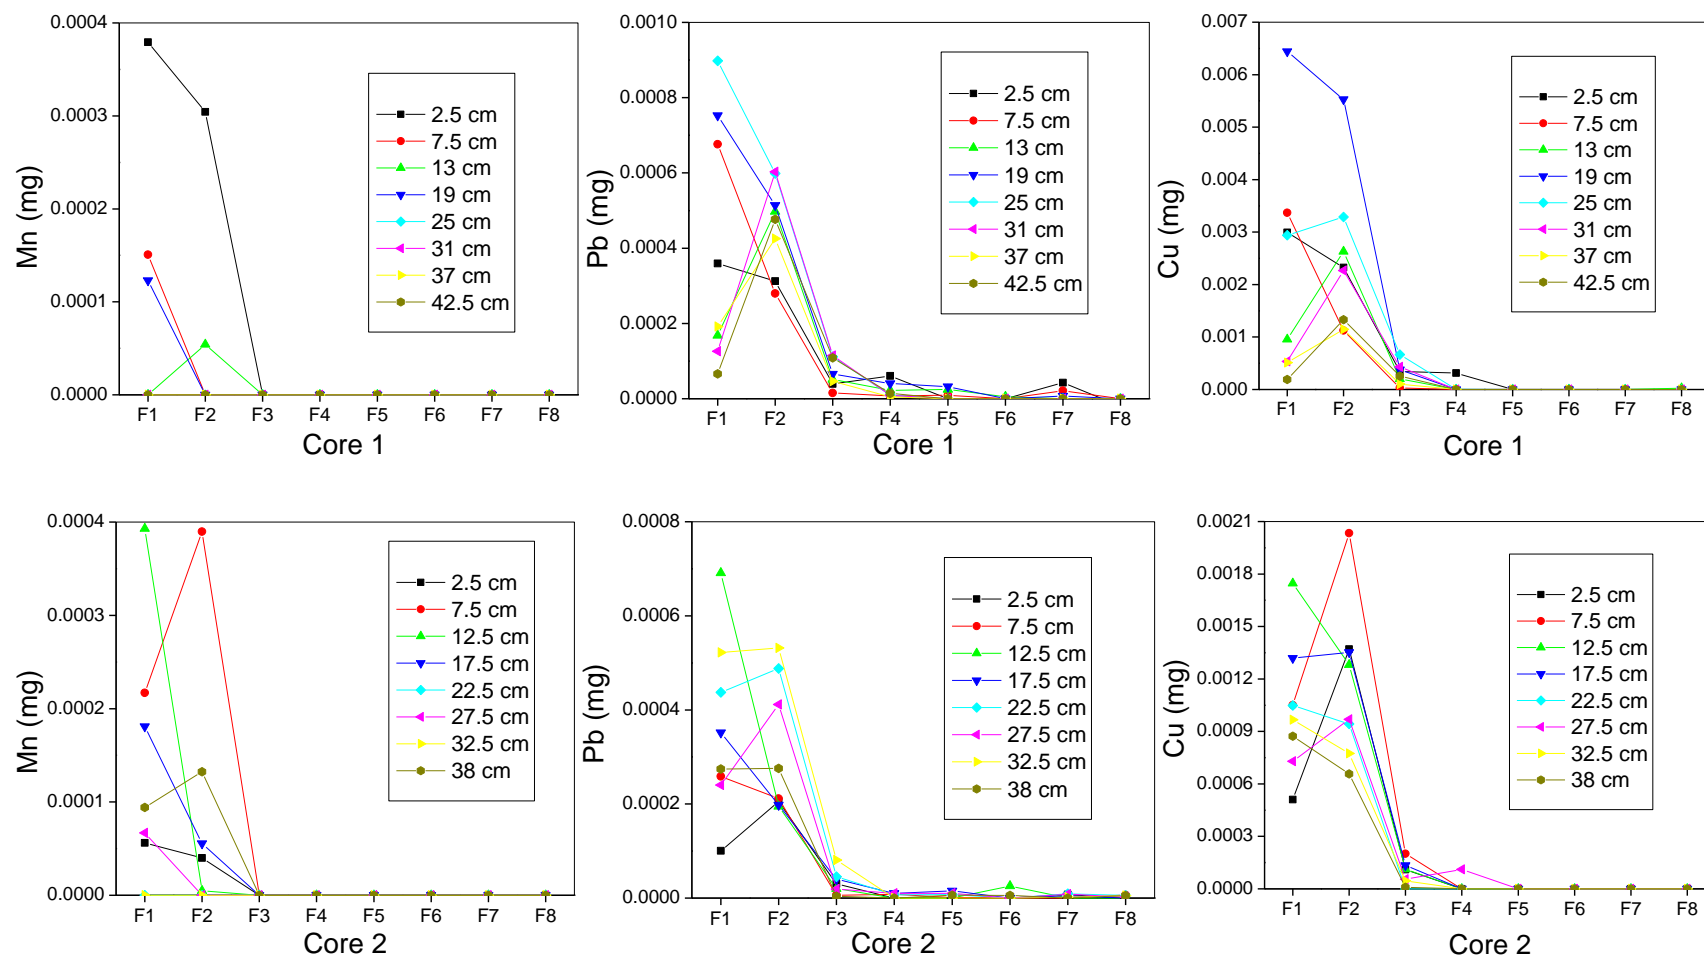 0.0004
0.0003
0.0002
0.0001
0.0000
Mn (mg)
F1 F2 F3 F4 F5 F6 F7 F8
Core 1
2.5 cm
7.5 cm
13 cm
19 cm
25 cm
31 cm
37 cm
42.5 cm
0.0010
0.0008
0.0006
0.0004
0.0002
0.0000
Pb (mg)
F1 F2 F3 F4 F5 F6 F7 F8
Core 1
2.5 cm
7.5 cm
13 cm
19 cm
25 cm
31 cm
37 cm
42.5 cm
0.007
0.006
0.005
0.004
0.003
0.002
0.001
0.000
Cu (mg)
F1 F2 F3 F4 F5 F6 F7 F8
Core 1
2.5 cm
7.5 cm
13 cm
19 cm
25 cm
31 cm
37 cm
42.5 cm
0.0004
0.0003
0.0002
0.0001
0.0000
Mn (mg)
F1 F2 F3 F4 F5 F6 F7 F8
Core 2
2.5 cm
7.5 cm
12.5 cm
17.5 cm
22.5 cm
27.5 cm
32.5 cm
38 cm
0.0008
0.0006
0.0004
0.0002
0.0000
Pb (mg)
F1 F2 F3 F4 F5 F6 F7 F8
Core 2
2.5 cm
7.5 cm
12.5 cm
17.5 cm
22.5 cm
27.5 cm
32.5 cm
38 cm
0.0021
0.0018
0.0015
0.0012
0.0009
0.0006
0.0003
0.0000
Cu (mg)
F1 F2 F3 F4 F5 F6 F7 F8
Core 2
2.5 cm
7.5 cm
12.5 cm
17.5 cm
22.5 cm
27.5 cm
32.5 cm
38 cm